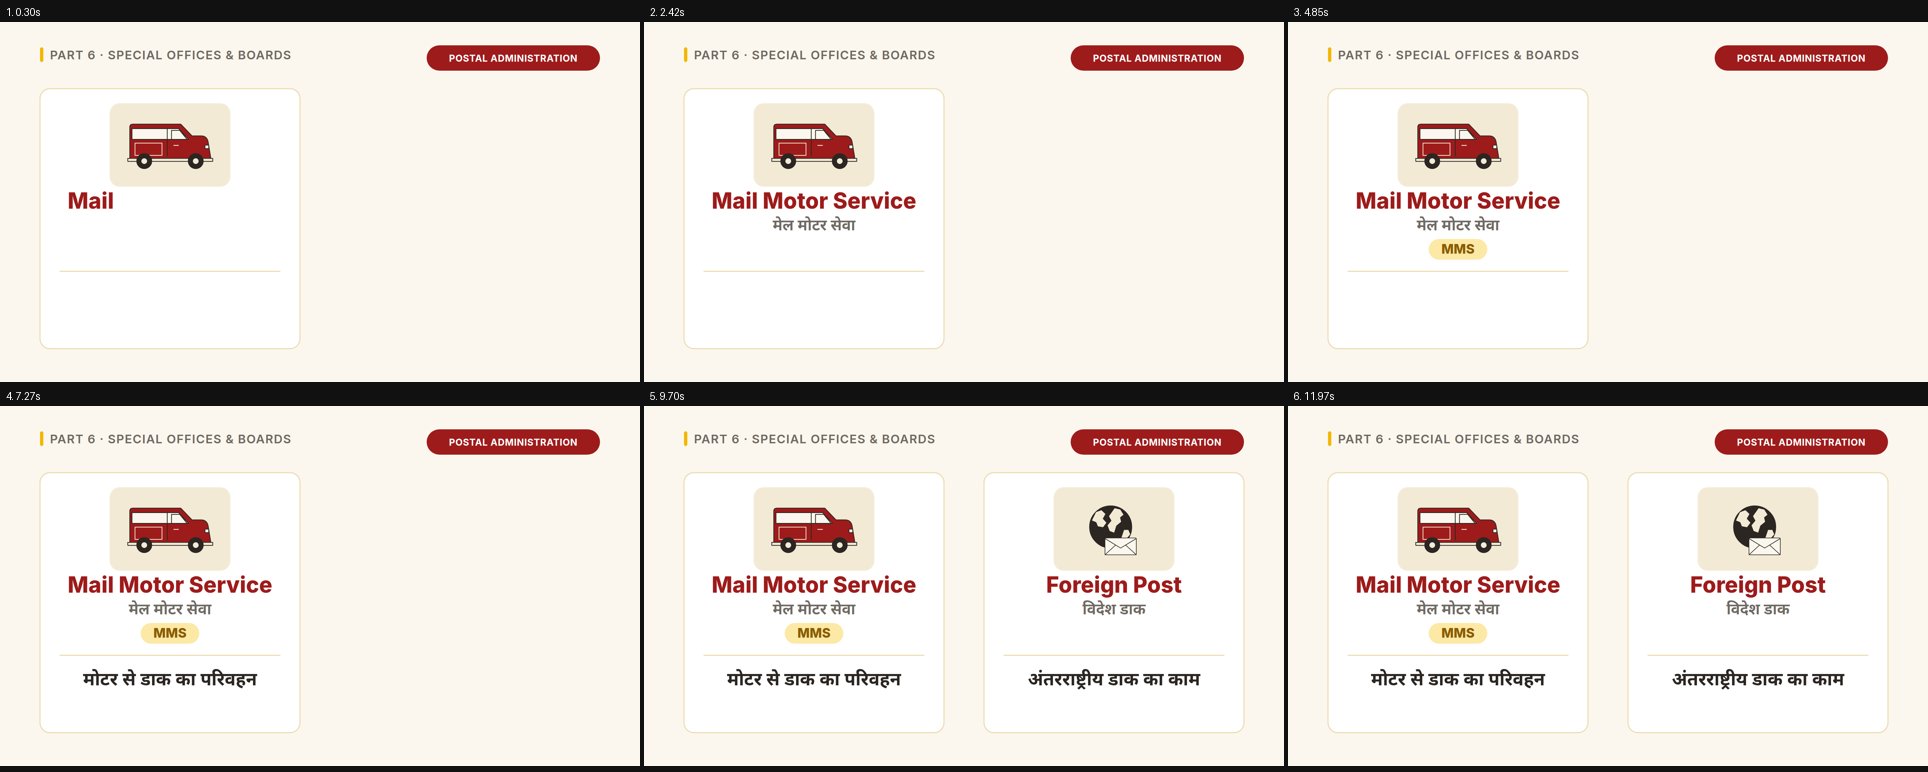 1. 0.30s
PART 6 · SPECIAL OFFICES & BOARDS
POSTAL ADMINISTRATION
Mail
2. 2.42s
PART 6 · SPECIAL OFFICES & BOARDS
POSTAL ADMINISTRATION
Mail Motor Service
मेल मोटर सेवा
3. 4.85s
PART 6 · SPECIAL OFFICES & BOARDS
POSTAL ADMINISTRATION
Mail Motor Service
मेल मोटर सेवा
MMS
4. 7.27s
PART 6 · SPECIAL OFFICES & BOARDS
POSTAL ADMINISTRATION
Mail Motor Service
मेल मोटर सेवा
MMS
मोटर से डाक का परिवहन
5. 9.70s
PART 6 · SPECIAL OFFICES & BOARDS
POSTAL ADMINISTRATION
Mail Motor Service
मेल मोटर सेवा
MMS
मोटर से डाक का परिवहन
Foreign Post
विदेश डाक
अंतरराष्ट्रीय डाक का काम
6. 11.97s
PART 6 · SPECIAL OFFICES & BOARDS
POSTAL ADMINISTRATION
Mail Motor Service
मेल मोटर सेवा
MMS
मोटर से डाक का परिवहन
Foreign Post
विदेश डाक
अंतरराष्ट्रीय डाक का काम